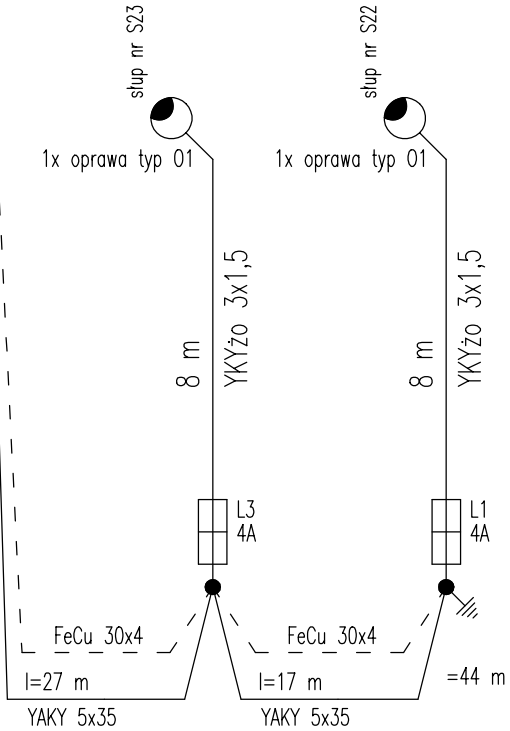 słup nr S23
słup nr S22
1x oprawa typ 01
1x oprawa typ 01
8 m
YKYżo 3x1,5
8 m
YKYżo 3x1,5
L3
4A
L1
4A
FeCu 30x4
FeCu 30x4
l=27 m
l=17 m
=44 m
YAKY 5x35
YAKY 5x35